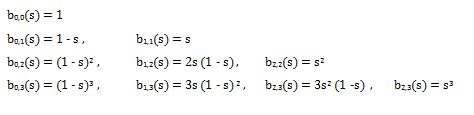 b₀,₀(s) = 1
b₀,₁(s) = 1 - s , b₁,₁(s) = s
b₀,₂(s) = (1 - s)² , b₁,₂(s) = 2s (1 - s), b₂,₂(s) = s²
b₀,₃(s) = (1 - s)³ , b₁,₃(s) = 3s (1 - s) ² , b₂,₃(s) = 3s² (1 -s) , b₂,₃(s) = s³